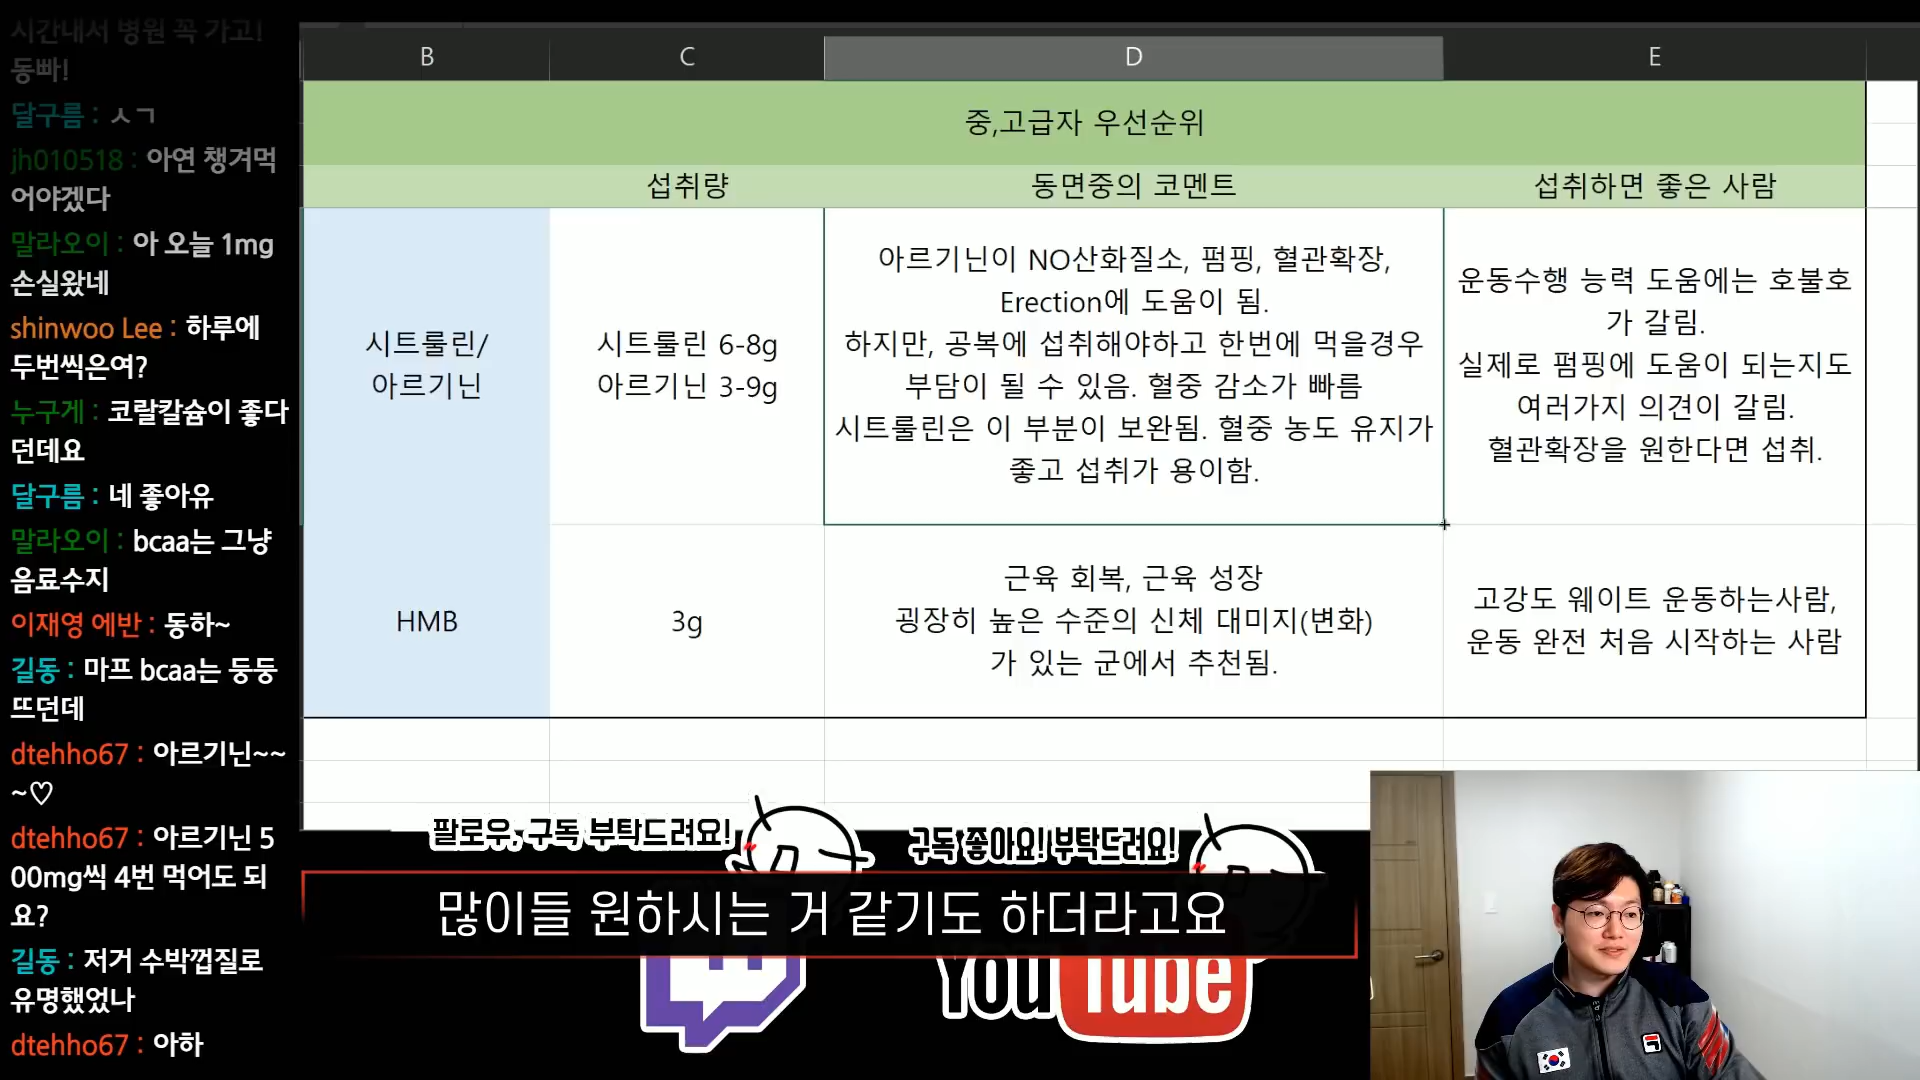 시간내서 병원 꼭 가고!
동빠!
달구름 : ㅅㄱ
jh010518 : 아연 챙겨먹
어야겠다
말라오이 : 아 오늘 1mg
손실왔네
shinwoo Lee : 하루에
두번씩은여?
누구게 : 코랄칼슘이 좋다
던데요
달구름 : 네 좋아유
말라오이 : bcaa는 그냥
음료수지
이재영 에반 : 동하~
길동 : 마프 bcaa는 둥둥
뜨던데
dtehho67 : 아르기닌~~
~♡
dtehho67 : 아르기닌 5
00mg씩 4번 먹어도 되
요?
길동 : 저거 수박껍질로
유명했었나
dtehho67 : 아하
B C D E
중,고급자 우선순위
섭취량 동면중의 코멘트 섭취하면 좋은 사람
시트룰린/
아르기닌
시트룰린 6-8g
아르기닌 3-9g
아르기닌이 NO산화질소, 펌핑, 혈관확장,
Erection에 도움이 됨.
하지만, 공복에 섭취해야하고 한번에 먹을경우
부담이 될 수 있음. 혈중 감소가 빠름
시트룰린은 이 부분이 보완됨. 혈중 농도 유지가
좋고 섭취가 용이함.
운동수행 능력 도움에는 호불호
가 갈림.
실제로 펌핑에 도움이 되는지도
여러가지 의견이 갈림.
혈관확장을 원한다면 섭취.
HMB
3g
근육 회복, 근육 성장
굉장히 높은 수준의 신체 대미지(변화)
가 있는 군에서 추천됨.
고강도 웨이트 운동하는사람,
운동 완전 처음 시작하는 사람
팔로우, 구독 부탁드려요!
구독 좋아요! 부탁드려요!
많이들 원하시는 거 같기도 하더라고요
YouTube